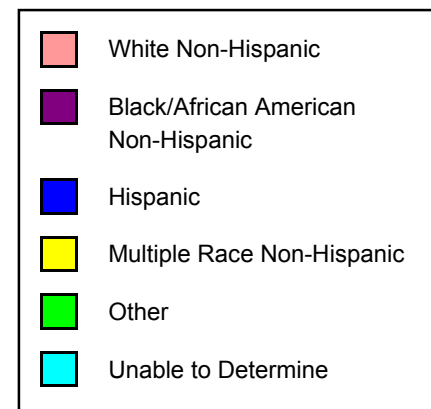 White Non-Hispanic
Black/African American
Non-Hispanic
Hispanic
Multiple Race Non-Hispanic
Other
Unable to Determine